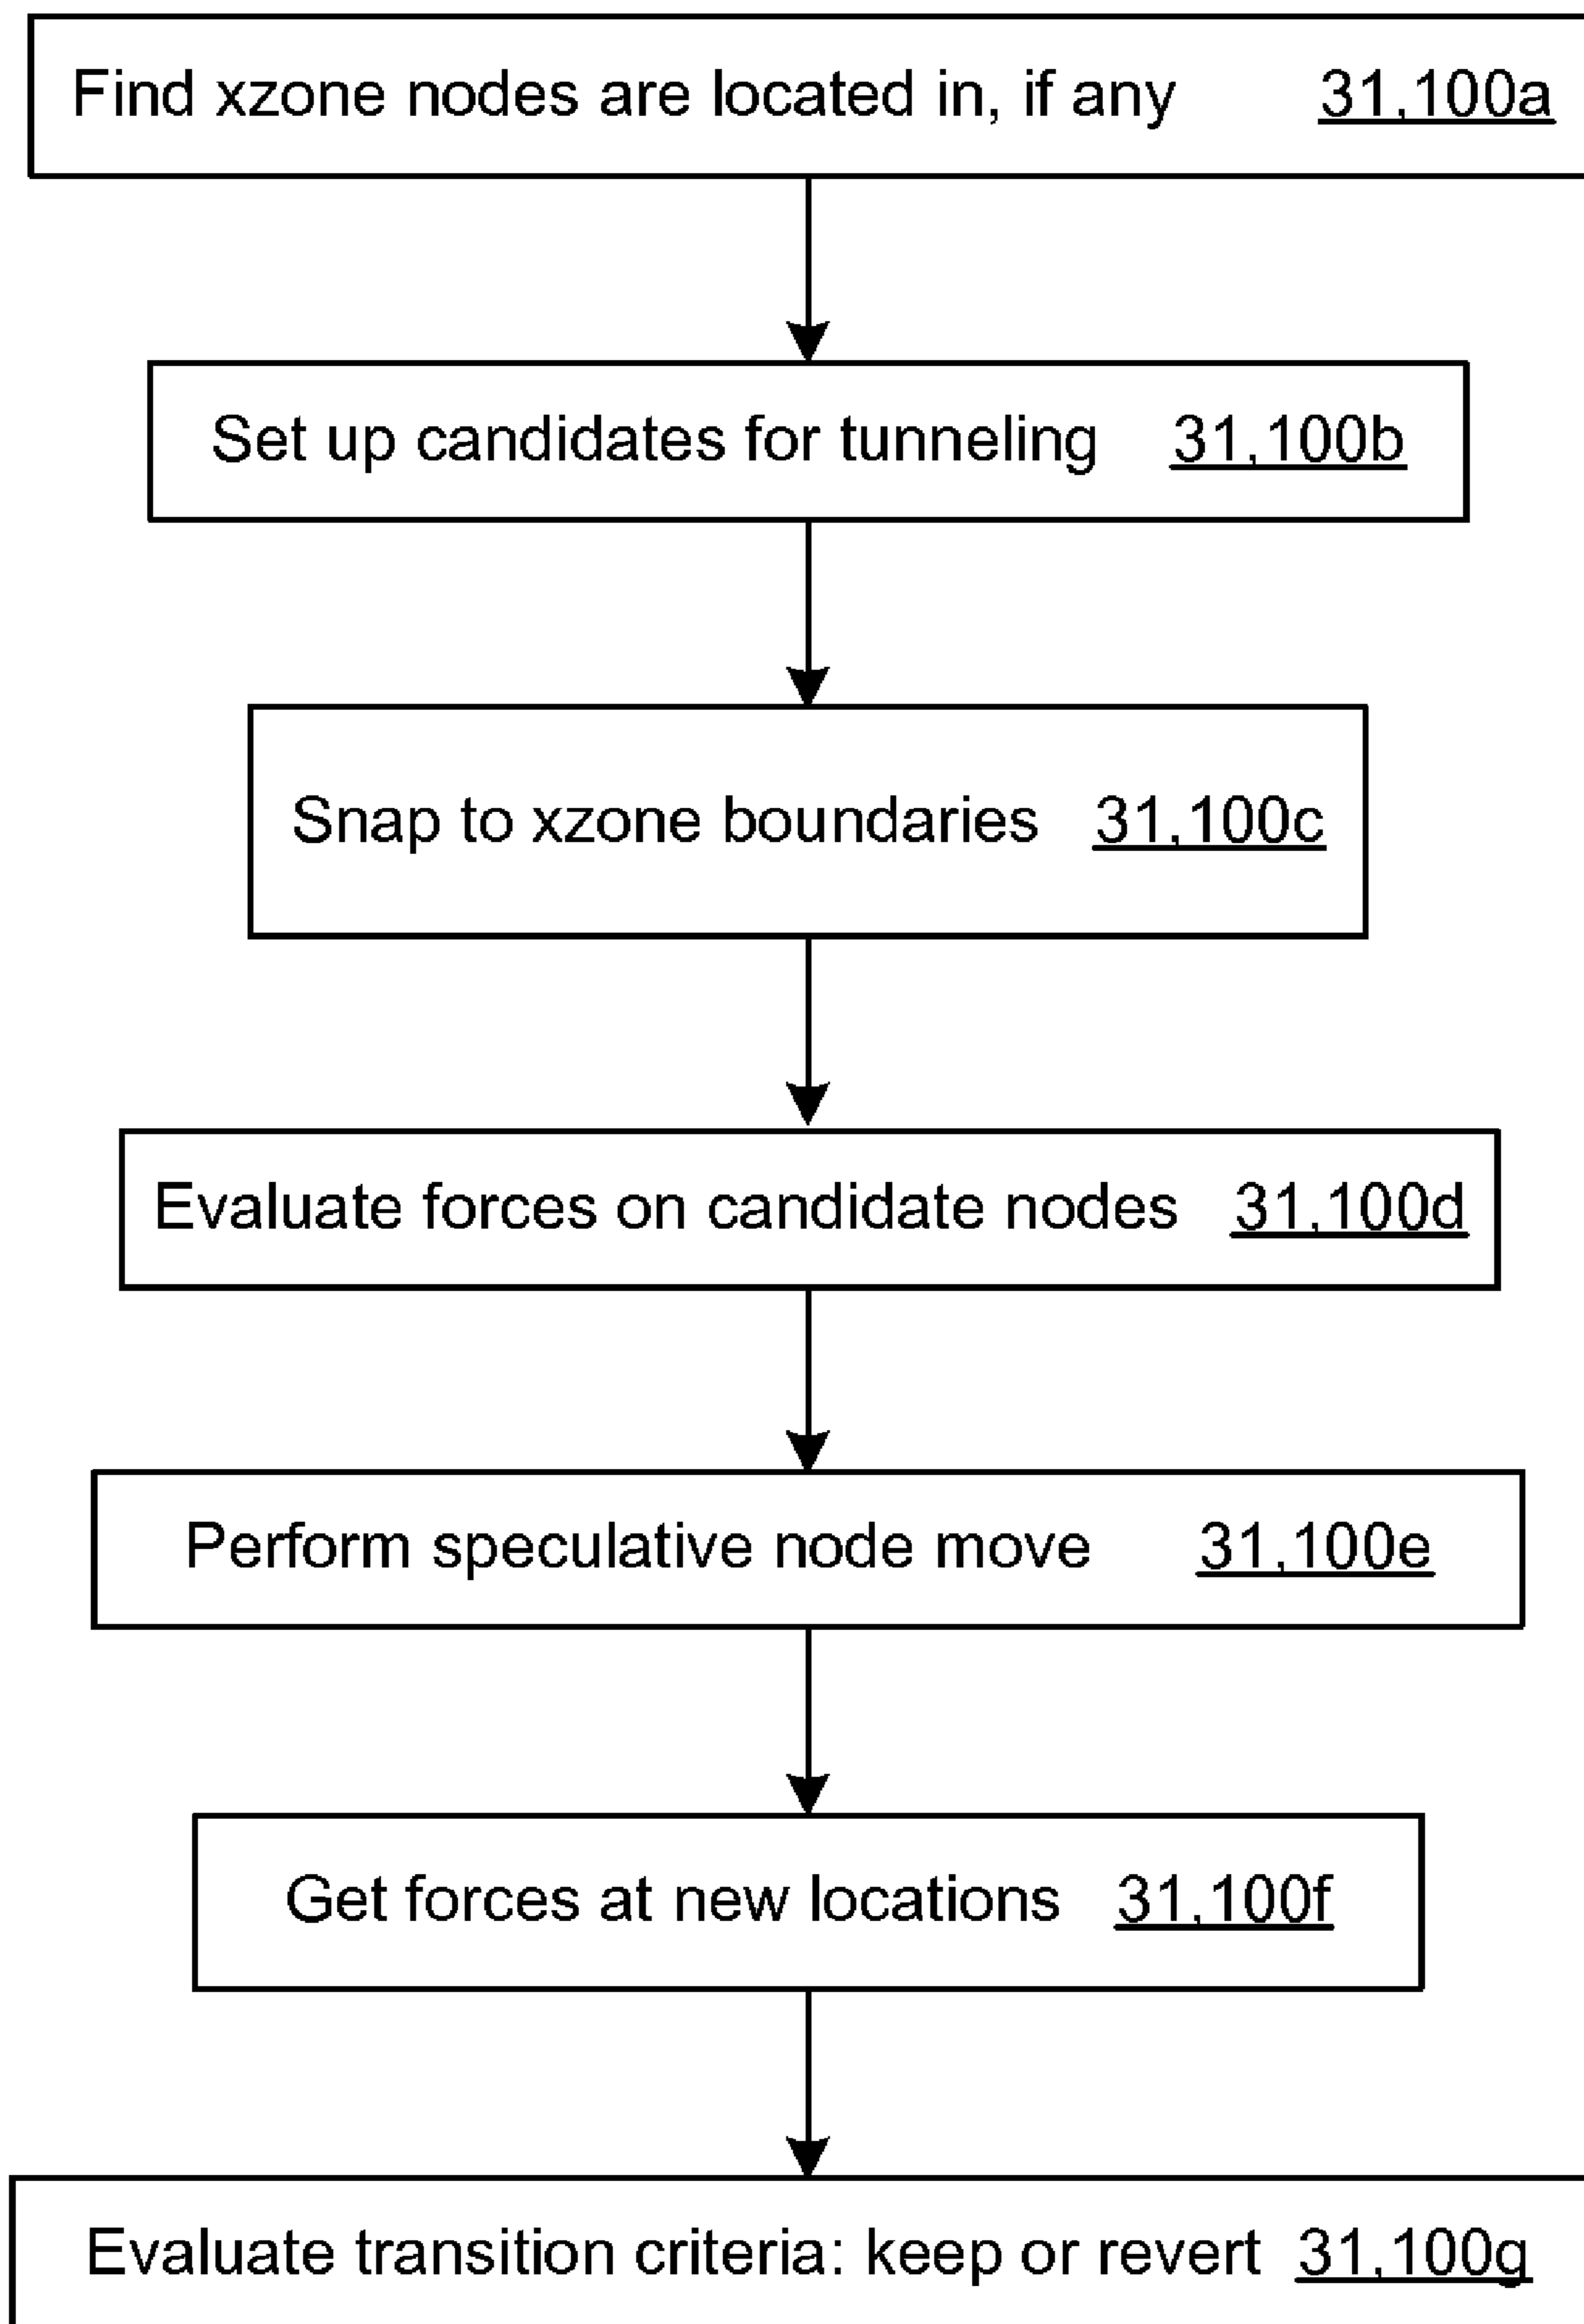 Find xzone nodes are located in, if any 31,100a
Set up candidates for tunneling 31,100b
Snap to xzone boundaries 31,100c
Evaluate forces on candidate nodes 31,100d
Perform speculative node move 31,100e
Get forces at new locations 31,100f
Evaluate transition criteria: keep or revert 31,100g